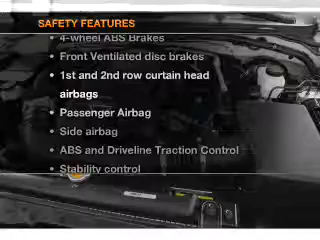 SAFETY FEATURES
• 4-wheel ABS Brakes
• Front Ventilated disc brakes
• 1st and 2nd row curtain head
airbags
• Passenger Airbag
• Side airbag
• ABS and Driveline Traction Control
• Stability control